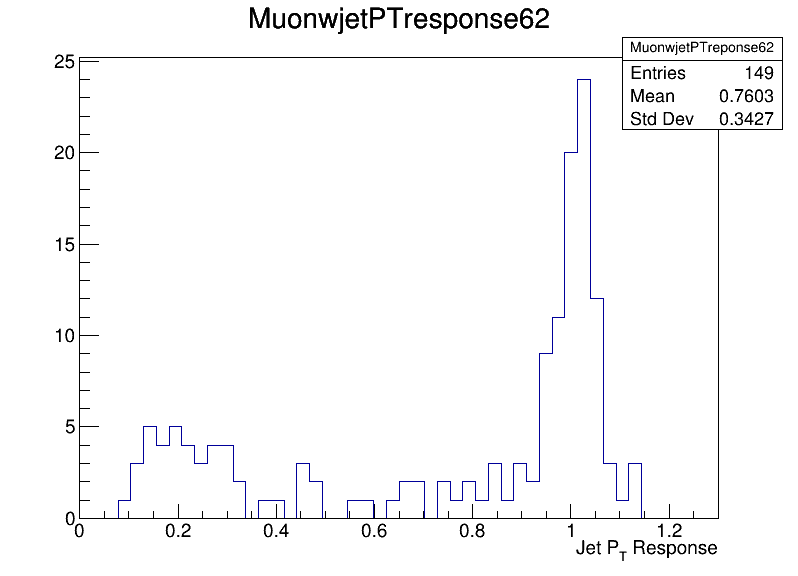 MuonwjetPTresponse62
MuonwjetPTreponse62
Entries 149
Mean 0.7603
Std Dev 0.3427
25
20
15
10
5
0
0 0.2 0.4 0.6 0.8 1 1.2
Jet PT Response